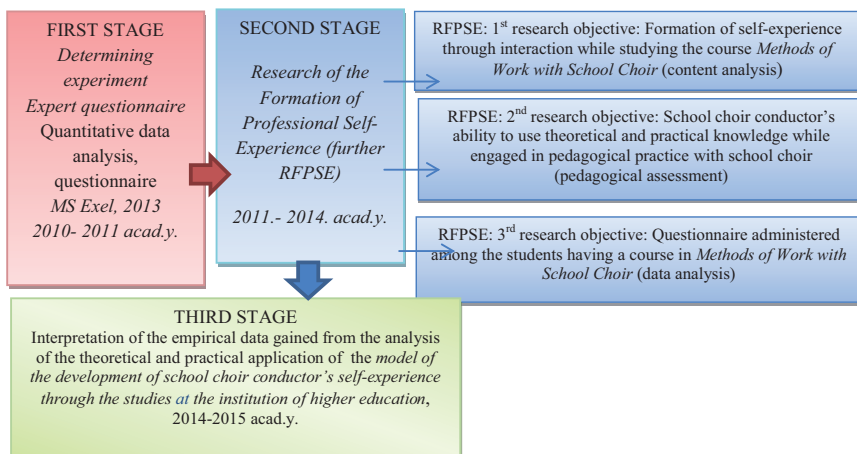 FIRST STAGE
Determining
experiment
Expert questionnaire
Quantitative data
analysis,
questionnaire
MS Exel, 2013
2010- 2011 acad.y.
SECOND STAGE
Research of the
Formation of
Professional Self-
Experience (further
RFPSE)
2011.- 2014. acad.y.
RFPSE: 1st research objective: Formation of self-experience
through interaction while studying the course Methods of
Work with School Choir (content analysis)
RFPSE: 2nd research objective: School choir conductor's
ability to use theoretical and practical knowledge while
engaged in pedagogical practice with school choir
(pedagogical assessment)
RFPSE: 3rd research objective: Questionnaire administered
among the students having a course in Methods of Work with
School Choir (data analysis)
THIRD STAGE
Interpretation of the empirical data gained from the analysis
of the theoretical and practical application of the model of
the development of school choir conductor's self-experience
through the studies at the institution of higher education,
2014-2015 acad.y.